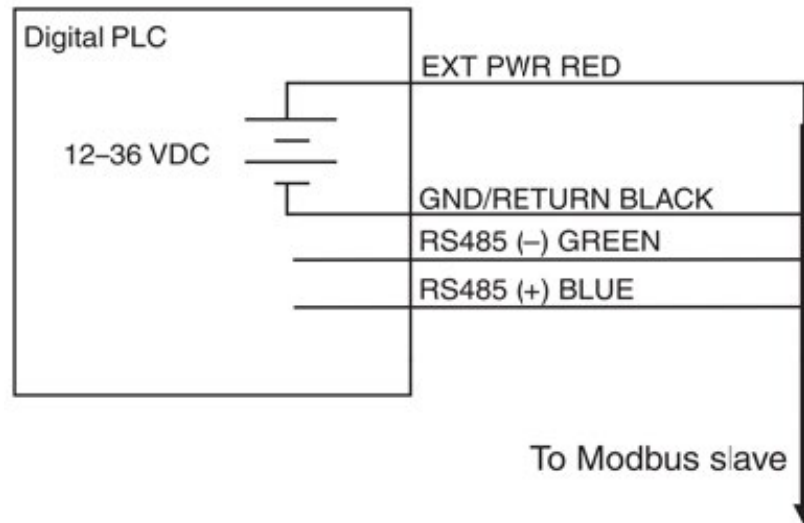 Digital PLC
EXT PWR RED
12–36 VDC
GND/RETURN BLACK
RS485 (–) GREEN
RS485 (+) BLUE
To Modbus slave